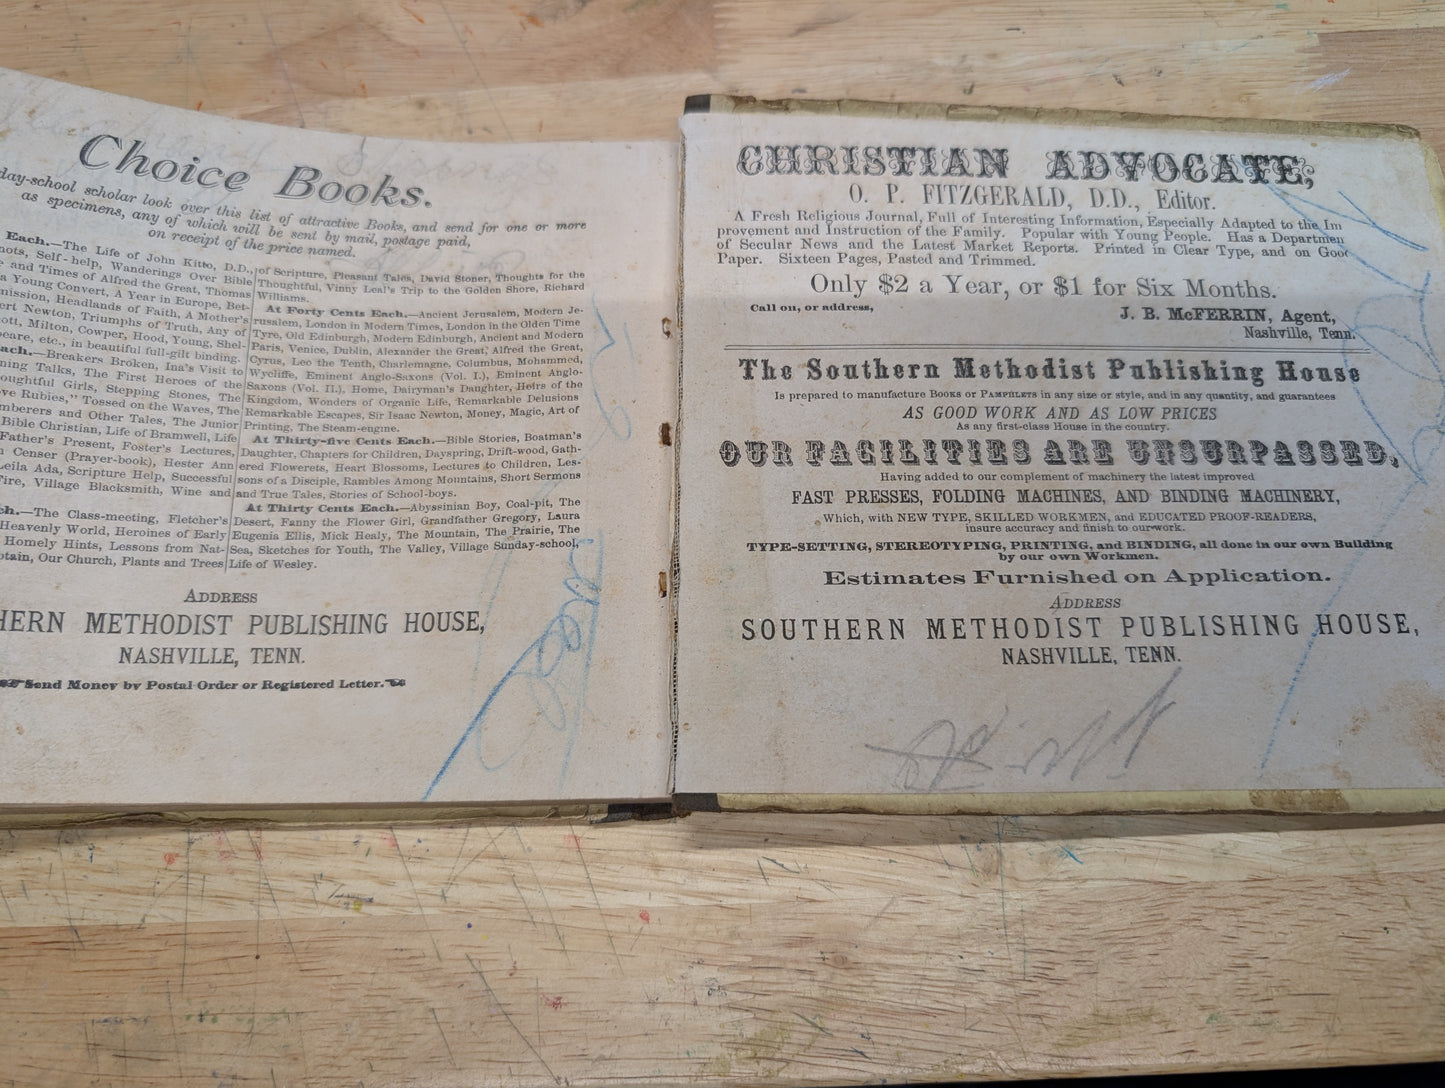 Choice Books.
day-school scholar look over this list of attractive Books, and send for one or more
as specimens, any of which will be sent by mail, postage paid,
on receipt of the price named.
Each.—The Life of John Kitto, D.D.,
nots, Self-help, Wanderings Over Bible
and Times of Alfred the Great, Thomas
a Young Convert, A Year in Europe, Bet-
mission, Headlands of Faith, A Mother's
ert Newton, Triumphs of Truth, Any of
ott, Milton, Cowper, Hood, Young, Shel-
peare, etc., in beautiful full-gilt binding.
ach.—Breakers Broken, Ina's Visit to
ning Talks, The First Heroes of the
oughtful Girls, Stepping Stones, The
ve Rubies," Tossed on the Waves, The
mberers and Other Tales, The Junior
Bible Christian, Life of Bramwell, Life
Father's Present, Foster's Lectures,
n Censer (Prayer-book), Hester Ann
Leila Ada, Scripture Help, Successful
Fire, Village Blacksmith, Wine and
ch.—The Class-meeting, Fletcher's
Heavenly World, Heroines of Early
Homely Hints, Lessons from Nat-
ptain, Our Church, Plants and Trees
of Scripture, Pleasant Tales, David Stoner, Thoughts for the
Thoughtful, Vinny Leal's Trip to the Golden Shore, Richard
Williams.
At Forty Cents Each.—Ancient Jerusalem, Modern Je-
rusalem, London in Modern Times, London in the Olden Time
Tyre, Old Edinburgh, Modern Edinburgh, Ancient and Modern
Paris, Venice, Dublin, Alexander the Great, Alfred the Great,
Cyrus, Leo the Tenth, Charlemagne, Columbus, Mohammed,
Wycliffe, Eminent Anglo-Saxons (Vol. I.), Eminent Anglo-
Saxons (Vol. II.), Home, Dairyman's Daughter, Heirs of the
Kingdom, Wonders of Organic Life, Remarkable Delusions
Remarkable Escapes, Sir Isaac Newton, Money, Magic, Art of
Printing, The Steam-engine.
At Thirty-five Cents Each.—Bible Stories, Boatman's
Daughter, Chapters for Children, Dayspring, Drift-wood, Gath-
ered Flowerets, Heart Blossoms, Lectures to Children, Les-
sons of a Disciple, Rambles Among Mountains, Short Sermons
and True Tales, Stories of School-boys.
At Thirty Cents Each.—Abyssinian Boy, Coal-pit, The
Desert, Fanny the Flower Girl, Grandfather Gregory, Laura
Eugenia Ellis, Mick Healy, The Mountain, The Prairie, The
Sea, Sketches for Youth, The Valley, Village Sunday-school,
Life of Wesley.
ADDRESS
HERN METHODIST PUBLISHING HOUSE,
NASHVILLE, TENN.
Send Money by Postal Order or Registered Letter.
CHRISTIAN ADVOCATE,
O. P. FITZGERALD, D.D., Editor.
A Fresh Religious Journal, Full of Interesting Information, Especially Adapted to the Im
provement and Instruction of the Family. Popular with Young People. Has a Departmen
of Secular News and the Latest Market Reports. Printed in Clear Type, and on Good
Paper. Sixteen Pages, Pasted and Trimmed.
Only $2 a Year, or $1 for Six Months.
Call on, or address,
J. B. McFERRIN, Agent,
Nashville, Tenn.
The Southern Methodist Publishing House
Is prepared to manufacture BOOKS or PAMPHLETS in any size or style, and in any quantity, and guarantees
AS GOOD WORK AND AS LOW PRICES
As any first-class House in the country.
OUR FACILITIES ARE UNSURPASSED,
Having added to our complement of machinery the latest improved
FAST PRESSES, FOLDING MACHINES, AND BINDING MACHINERY,
Which, with NEW TYPE, SKILLED WORKMEN, and EDUCATED PROOF-READERS,
insure accuracy and finish to our work.
TYPE-SETTING, STEREOTYPING, PRINTING, and BINDING, all done in our own Building
by our own Workmen.
Estimates Furnished on Application.
ADDRESS
SOUTHERN METHODIST PUBLISHING HOUSE,
NASHVILLE, TENN.